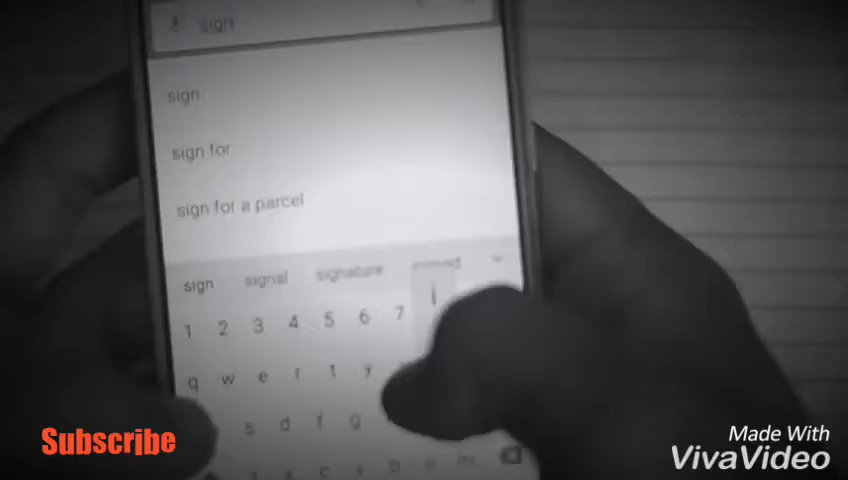 sign
sign
sign for
sign for a parcel
sign signal signature
1 2 3 4 5 6 7
i
q w e r t y
s d f g
z x c v b n m
Subscribe
Made With
VivaVideo